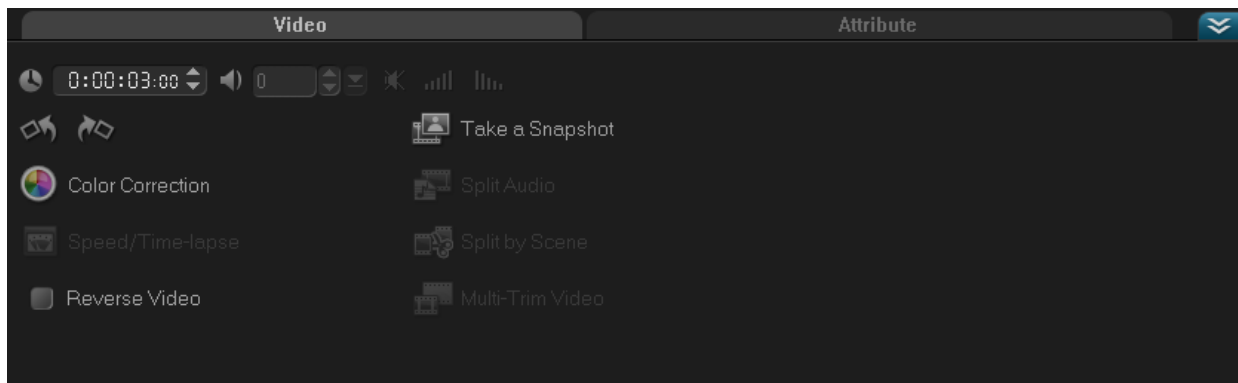 Video Attribute
0:00:03:00 0
Take a Snapshot
Color Correction Split Audio
Speed/Time-lapse Split by Scene
Reverse Video Multi-Trim Video